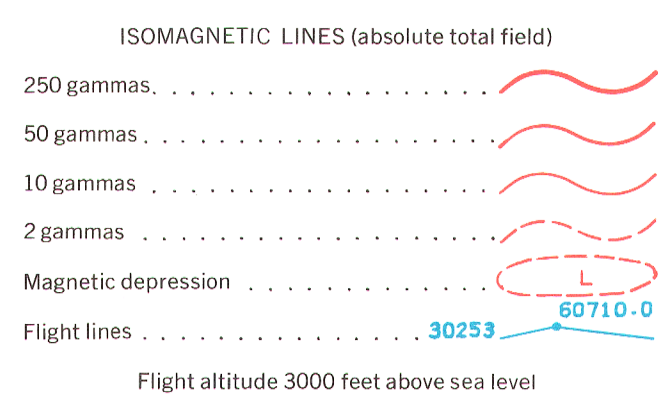 ISOMAGNETIC LINES (absolute total field)
250 gammas. . . . . . . . . . . . . . . . . .
50 gammas . . . . . . . . . . . . . . . . . .
10 gammas . . . . . . . . . . . . . . . . . .
2 gammas . . . . . . . . . . . . . . . . . . .
Magnetic depression . . . . . . . . . . . . . L
60710.0
Flight lines . . . . . . . . . . . . . . . 30253
Flight altitude 3000 feet above sea level